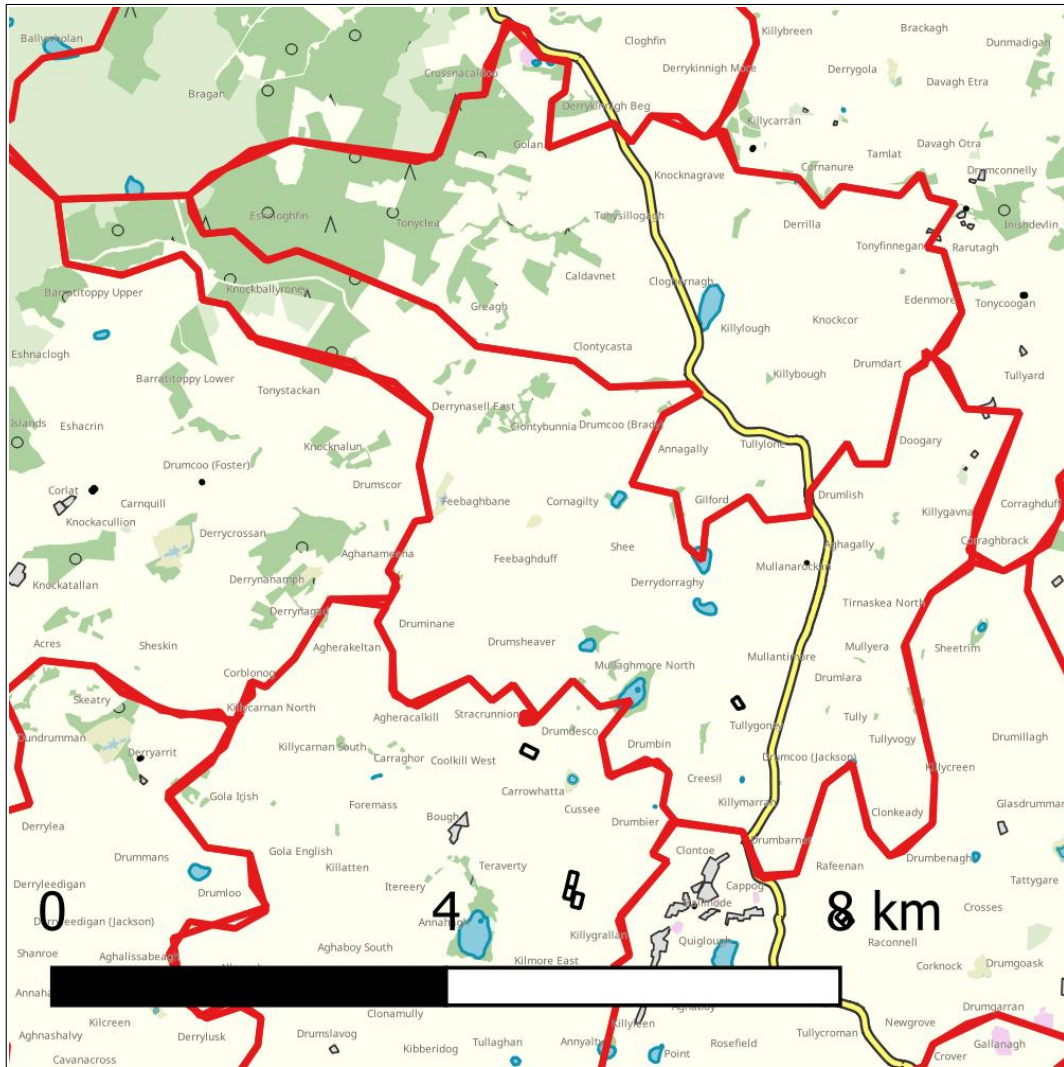 Cloghfin
Killybreen
Brackagh
Dunmadigan
Derrykinnigh More
Derrygola
Davagh Etra
Bragan
Derrykinnigh Beg
Killycarran
Golan
Tamlat
Davagh Otra
Drumconnelly
Cornanure
Knocknagrave
Eshcloghfin
Tonyclea
Tonysillogagh
Derrilla
Inishdevlin
Tonyfinnegan
Rarutagh
Caldavnet
Cloghernagh
Barratitoppy Upper
Knockballyroney
Greagh
Edenmore
Tonycoogan
Killylough
Knockcor
Eshnaclogh
Clontycasta
Drumdart
Barratitoppy Lower
Tonystackan
Killybough
Tullyard
Islands
Eshacrin
Derrynasell East
Clontybunnia
Drumcoo (Brady)
Knocknalun
Annagally
Tullylone
Doogary
Drumcoo (Foster)
Drumscor
Corlat
Carnquill
Feebaghbane
Cornagilty
Gilford
Drumlish
Killygavna
Corraghduff
Knockacullion
Derrycrossan
Aghanameena
Feebaghduff
Shee
Aghagally
Corraghbrack
Knockatallan
Derrynanamph
Derrydorraghy
Mullanarockan
Derrynagad
Druminane
Tirnaskea North
Acres
Sheskin
Agherakeltan
Drumsheaver
Mullyera
Sheetrim
Corblonog
Mullaghmore North
Mullantimore
Drumlara
Skeatry
Killycarnan North
Agheracalkill
Stracrunnion
Tully
Dundrumman
Derryarrit
Killycarnan South
Carraghor
Coolkill West
Drumdesco
Drumbin
Tullygoney
Drumcoo (Jackson)
Tullyvogy
Drumillagh
Gola Irish
Foremass
Carrowhatta
Creesil
Killycreen
Cussee
Killymarran
Clonkeady
Glasdrumman
Derrylea
Bough
Drumbier
Drumbarnet
Drummans
Gola English
Killatten
Teraverty
Clontoe
Rafeenan
Drumbenagh
Derryleedigan
Drumloo
Itereery
Cappog
Tattygare
0 4 8 km
Derryleedigan (Jackson)
Annahagh
Crosses
Shanroe
Aghalissabeagh
Aghaboy South
Killygrallan
Quiglough
Raconnell
Kilmore East
Corknock
Drumgoask
Clonamully
Drumgarran
Aghnashalvy
Kilcreen
Derrylusk
Drumslavog
Killyleen
Tullycroman
Newgrove
Cavanacross
Kibberidog
Tullaghan
Annyalty
Point
Rosefield
Crover
Gallanagh